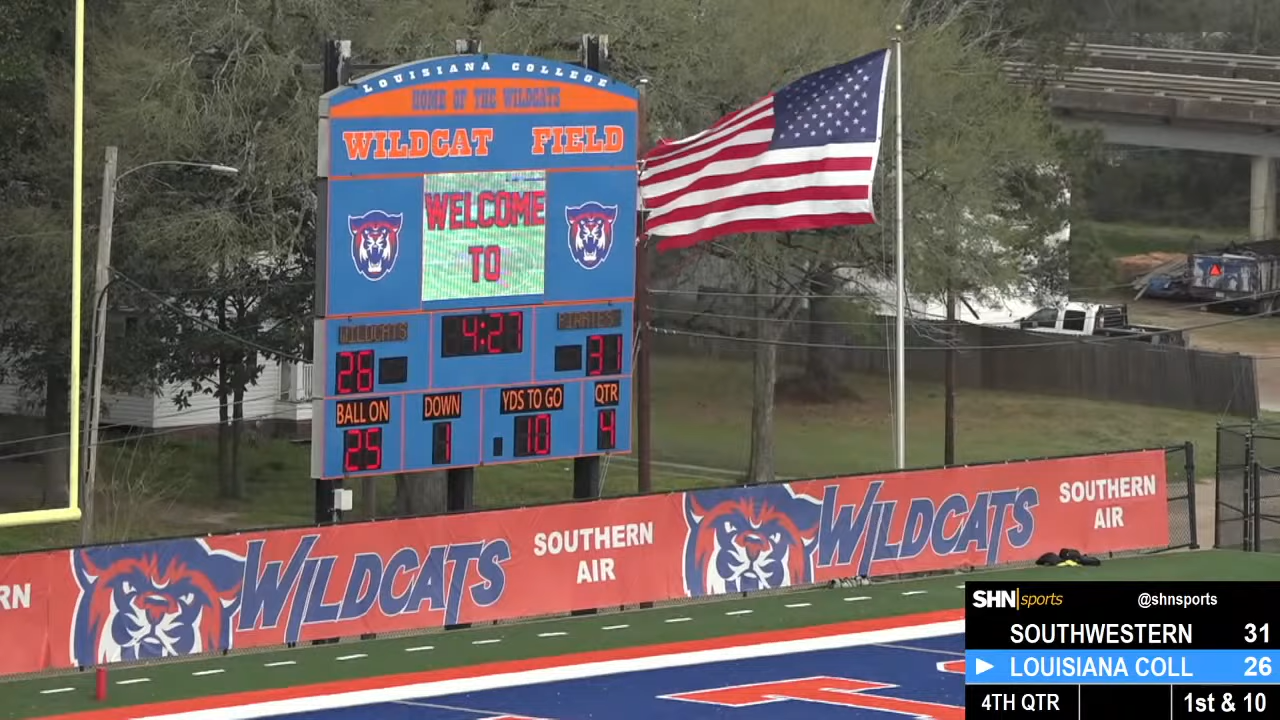 LOUISIANA COLLEGE
HOME OF THE WILDCATS
WILDCAT FIELD
WELCOME
TO
WILDCATS 4:27 PIRATES
26 31
BALL ON DOWN YDS TO GO QTR
25 1 10 4
RN WILDCATS SOUTHERN AIR WILDCATS SOUTHERN AIR
SHN sports @shnsports
SOUTHWESTERN 31
LOUISIANA COLL 26
4TH QTR 1st & 10